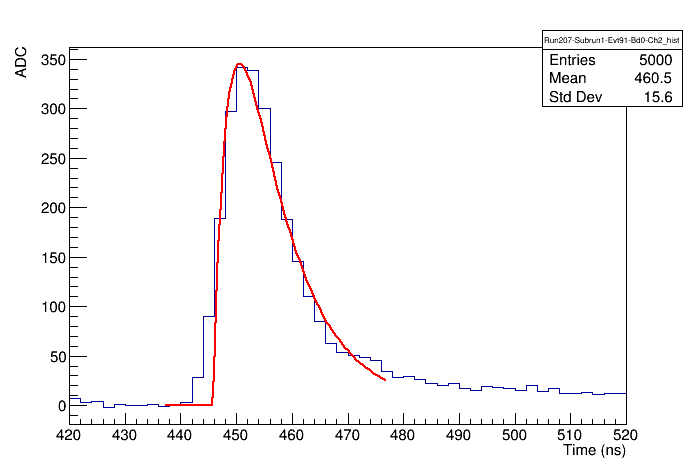 Run207-Subrun1-Evt91-Bd0-Ch2_hist
Entries 5000
Mean 460.5
Std Dev 15.6
ADC
350
300
250
200
150
100
50
0
420 430 440 450 460 470 480 490 500 510 520
Time (ns)